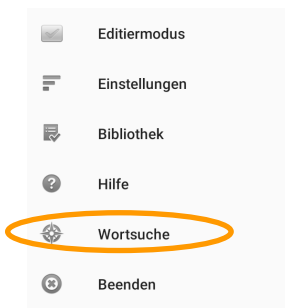 Editiermodus
Einstellungen
Bibliothek
Hilfe
Wortsuche
Beenden